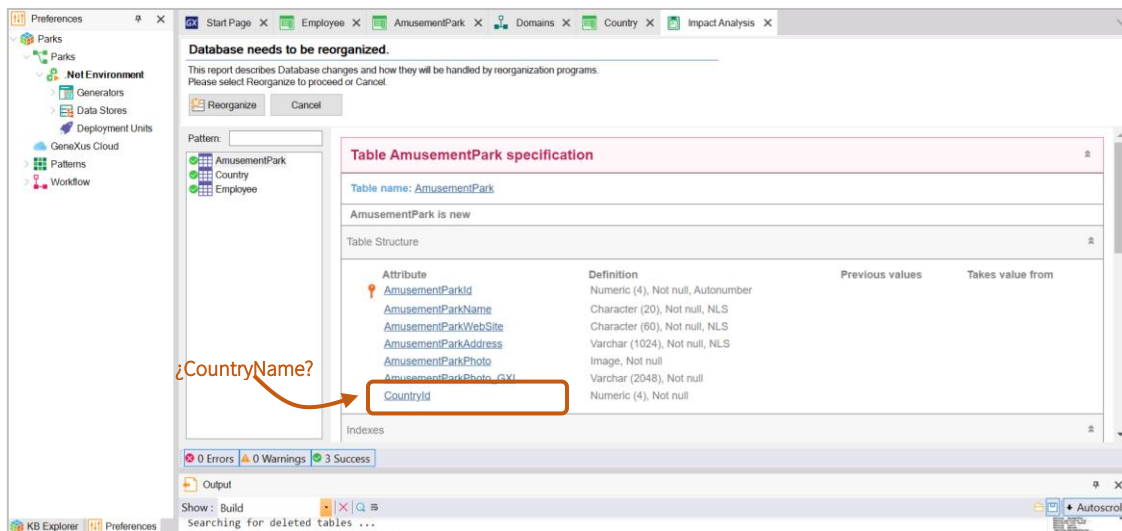 Preferences
Parks
Parks
.Net Environment
Generators
Data Stores
Deployment Units
GeneXus Cloud
Patterns
Workflow
KB Explorer Preferences
GX Start Page X Employee X AmusementPark X Domains X Country X Impact Analysis X
Database needs to be reorganized.
This report describes Database changes and how they will be handled by reorganization programs.
Please select Reorganize to proceed or Cancel.
Reorganize Cancel
Pattern:
AmusementPark
Country
Employee
Table AmusementPark specification
Table name: AmusementPark
AmusementPark is new
Table Structure
Attribute Definition Previous values Takes value from
AmusementParkId Numeric (4), Not null, Autonumber
AmusementParkName Character (20), Not null, NLS
AmusementParkWebSite Character (60), Not null, NLS
AmusementParkAddress Varchar (1024), Not null, NLS
AmusementParkPhoto Image, Not null
AmusementParkPhoto_GXI Varchar (2048), Not null
CountryId Numeric (4), Not null
¿CountryName?
Indexes
0 Errors 0 Warnings 3 Success
Output
Show: Build Autoscrol
Searching for deleted tables ...